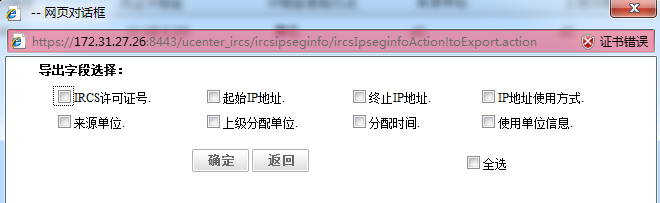 -- 网页对话框
https://172.31.27.26:8443/ucenter_ircs/ircsipseginfo/ircsIpseginfoAction!toExport.action 证书错误
导出字段选择：
IRCS许可证号. 起始IP地址. 终止IP地址. IP地址使用方式.
来源单位. 上级分配单位. 分配时间. 使用单位信息.
确定 返回 全选